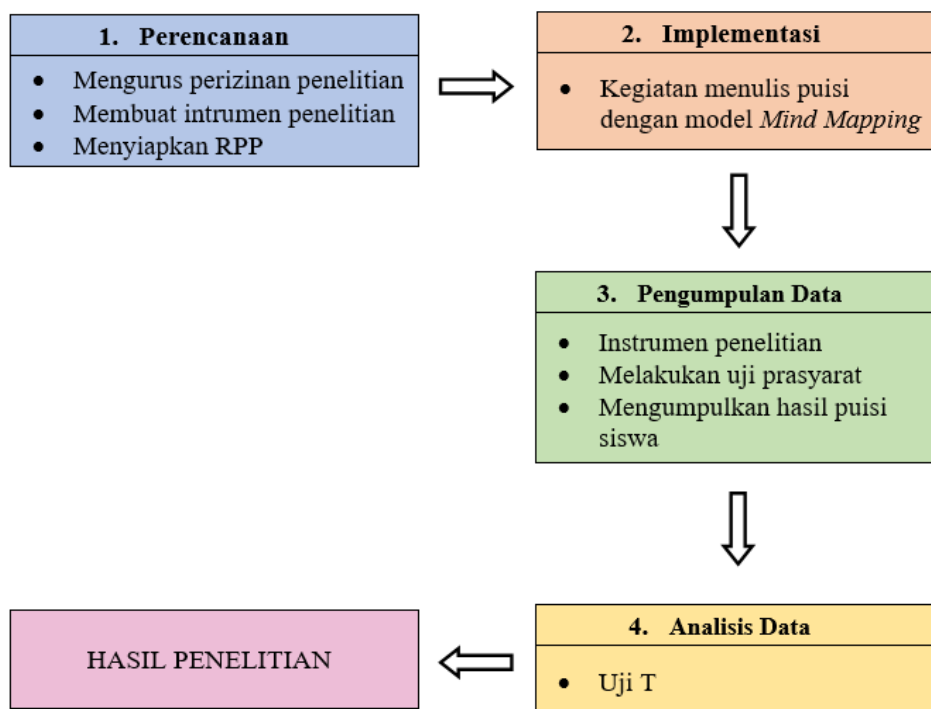 1. Perencanaan
• Mengurus perizinan penelitian
• Membuat intrumen penelitian
• Menyiapkan RPP
2. Implementasi
• Kegiatan menulis puisi
dengan model Mind Mapping
3. Pengumpulan Data
• Instrumen penelitian
• Melakukan uji prasyarat
• Mengumpulkan hasil puisi
siswa
4. Analisis Data
• Uji T
HASIL PENELITIAN